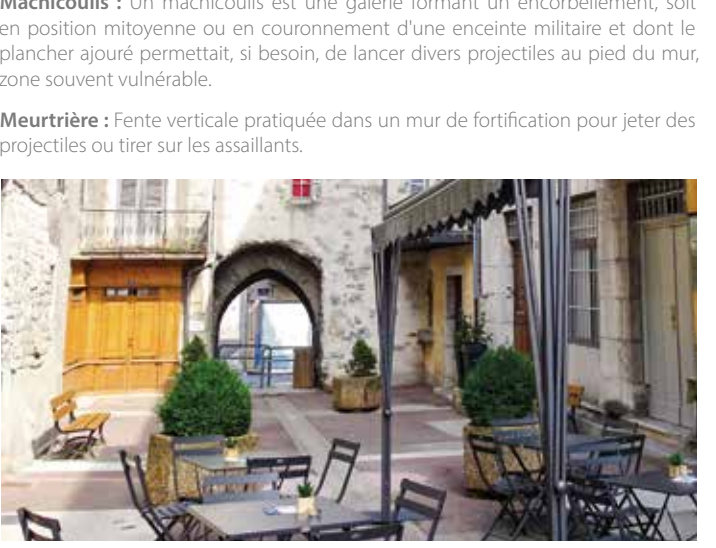 Mâchicoulis : Un mâchicoulis est une galerie formant un encorbellement, soit
en position mitoyenne ou en couronnement d'une enceinte militaire et dont le
plancher ajouré permettait, si besoin, de lancer divers projectiles au pied du mur,
zone souvent vulnérable.
Meurtrière : Fente verticale pratiquée dans un mur de fortification pour jeter des
projectiles ou tirer sur les assaillants.